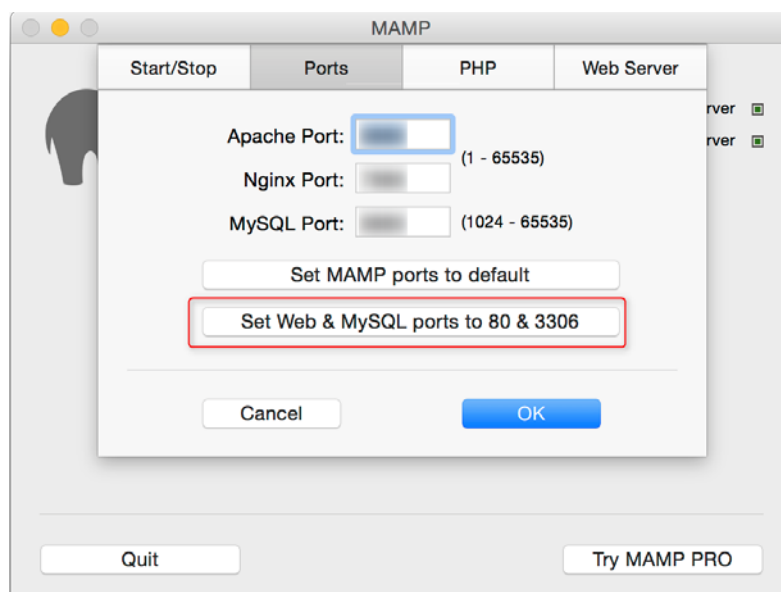 MAMP
Start/Stop Ports PHP Web Server
rver
Apache Port:
(1 - 65535)
rver
Nginx Port:
MySQL Port: (1024 - 65535)
Set MAMP ports to default
Set Web & MySQL ports to 80 & 3306
Cancel OK
Quit Try MAMP PRO